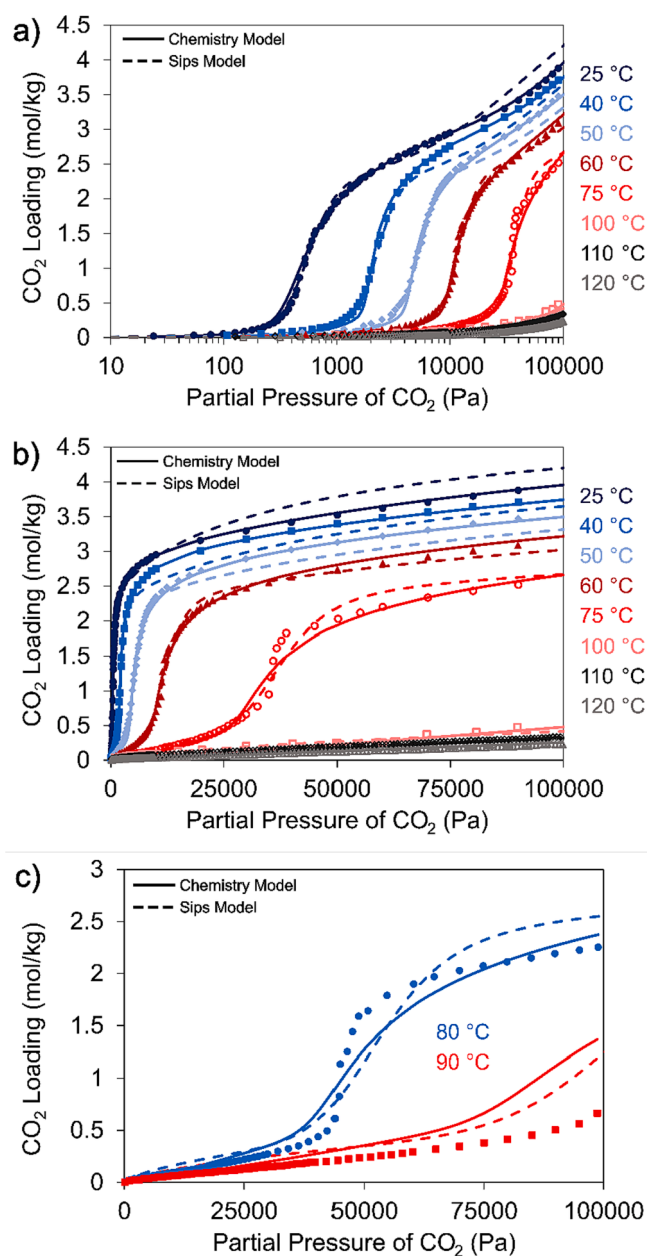 a)
Chemistry Model
Sips Model
CO₂ Loading (mol/kg)
4.5
4
3.5
3
2.5
2
1.5
1
0.5
0
10
100
1000
10000
100000
Partial Pressure of CO₂ (Pa)
25 °C
40 °C
50 °C
60 °C
75 °C
100 °C
110 °C
120 °C
b)
Chemistry Model
Sips Model
CO₂ Loading (mol/kg)
4.5
4
3.5
3
2.5
2
1.5
1
0.5
0
0
25000
50000
75000
100000
Partial Pressure of CO₂ (Pa)
25 °C
40 °C
50 °C
60 °C
75 °C
100 °C
110 °C
120 °C
c)
Chemistry Model
Sips Model
CO₂ Loading (mol/kg)
3
2.5
2
1.5
1
0.5
0
80 °C
90 °C
0
25000
50000
75000
100000
Partial Pressure of CO₂ (Pa)